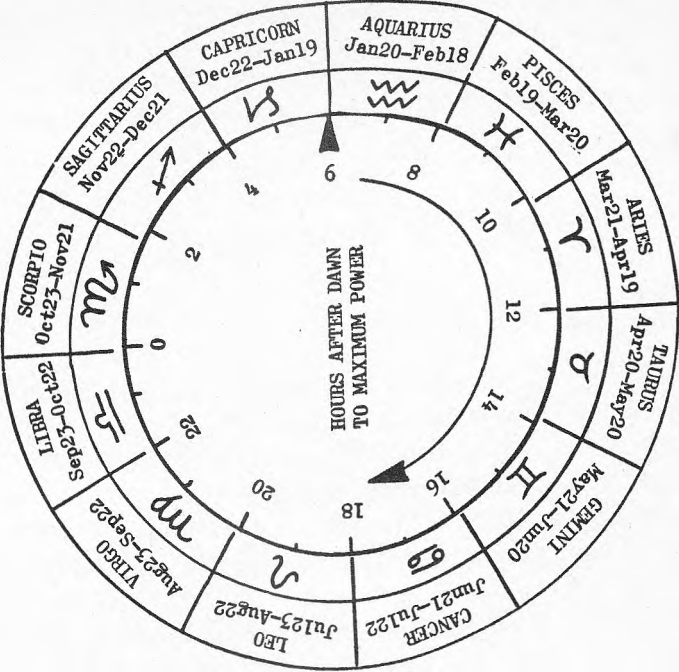 CAPRICORN
Dec22-Jan19
AQUARIUS
Jan20-Feb18
PISCES
Feb19-Mar20
ARIES
Mar21-Apr19
TAURUS
Apr20-May20
GEMINI
May21-Jun20
CANCER
Jun21-Jul22
LEO
Jul23-Aug22
VIRGO
Aug23-Sep22
LIBRA
Sep23-Oct22
SCORPIO
Oct23-Nov21
SAGITTARIUS
Nov22-Dec21
♑
♒
♓
♈
♉
♊
♋
♌
♍
♎
♏
♐
0
2
4
6
8
10
12
14
16
18
20
22
HOURS AFTER DAWN
TO MAXIMUM POWER